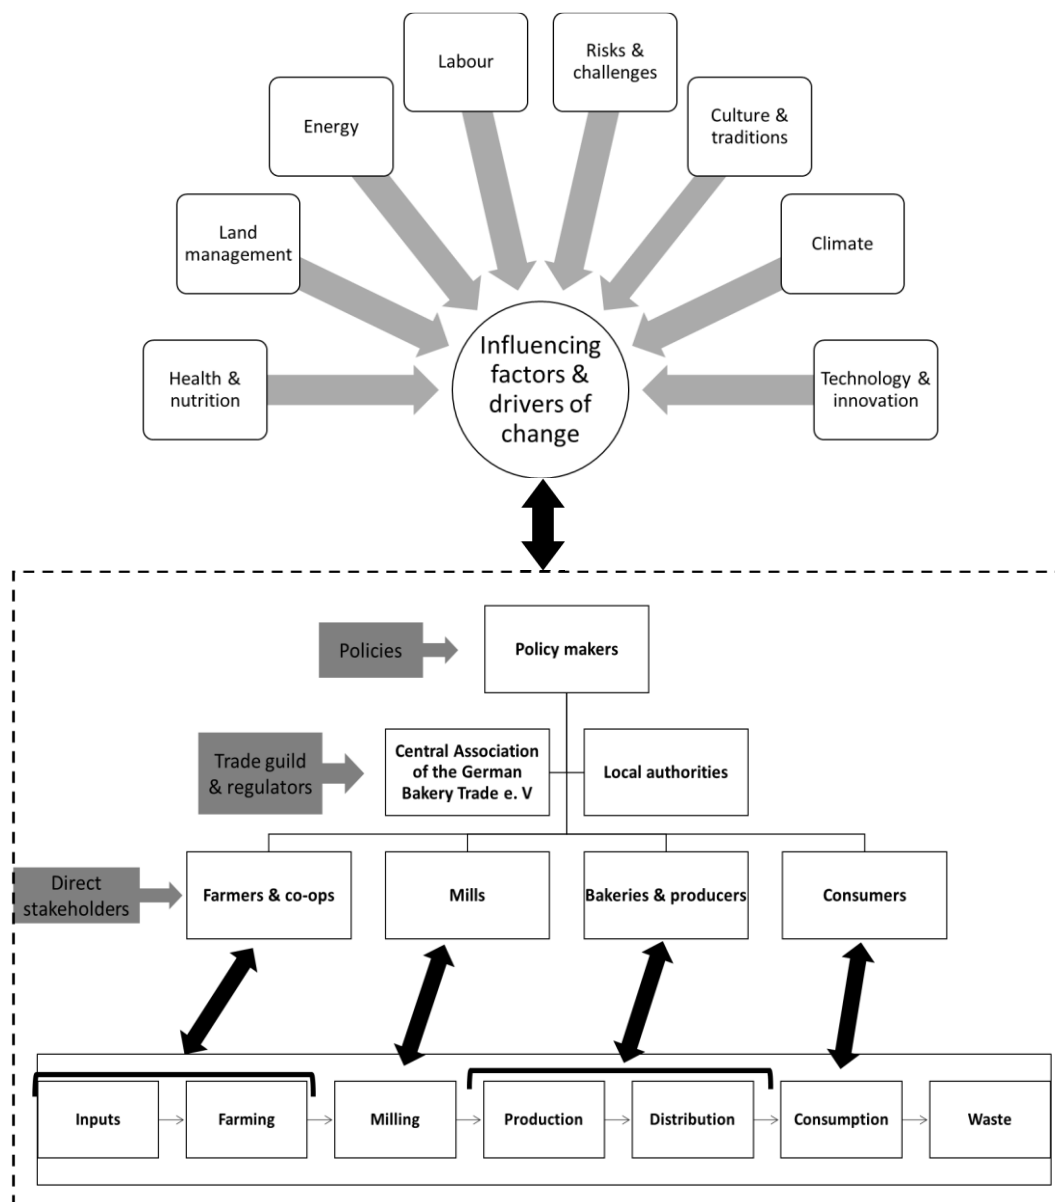 Labour
Risks &
challenges
Energy
Culture &
traditions
Land
management
Climate
Health &
nutrition
Influencing
factors &
drivers of
change
Technology &
innovation
Policies
Policy makers
Trade guild
& regulators
Central Association
of the German
Bakery Trade e. V
Local authorities
Direct
stakeholders
Farmers & co-ops
Mills
Bakeries & producers
Consumers
Inputs
Farming
Milling
Production
Distribution
Consumption
Waste